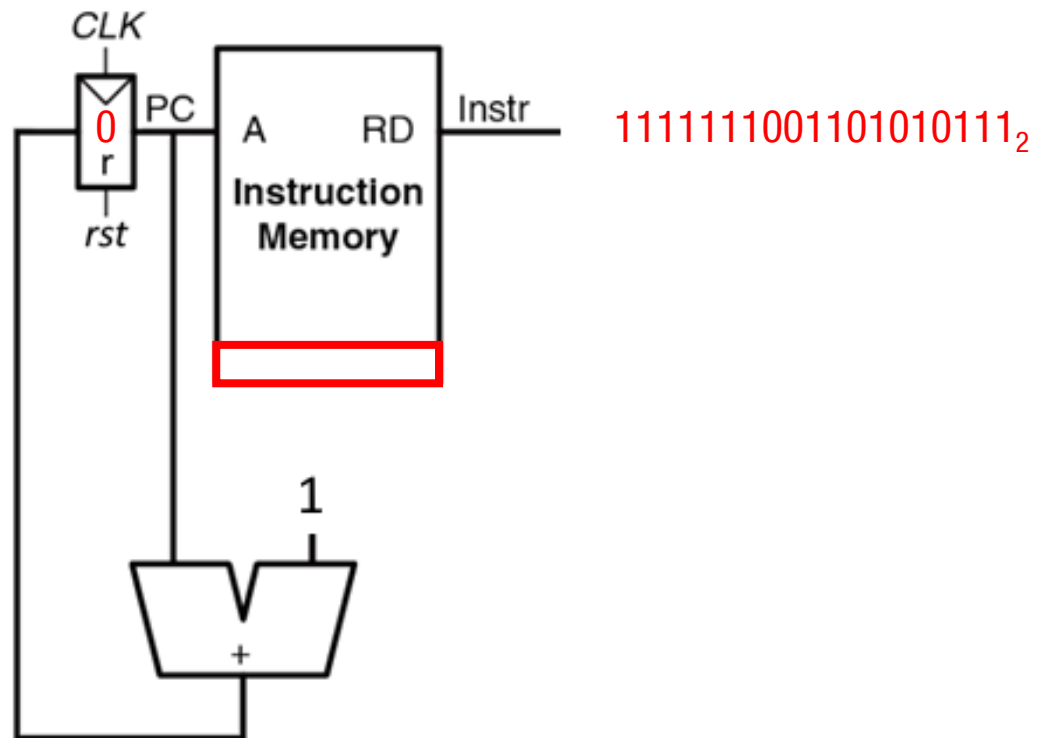 CLK
0
r
rst
PC
A
RD
Instr
Instruction
Memory
1111111001101010111₂
1
+